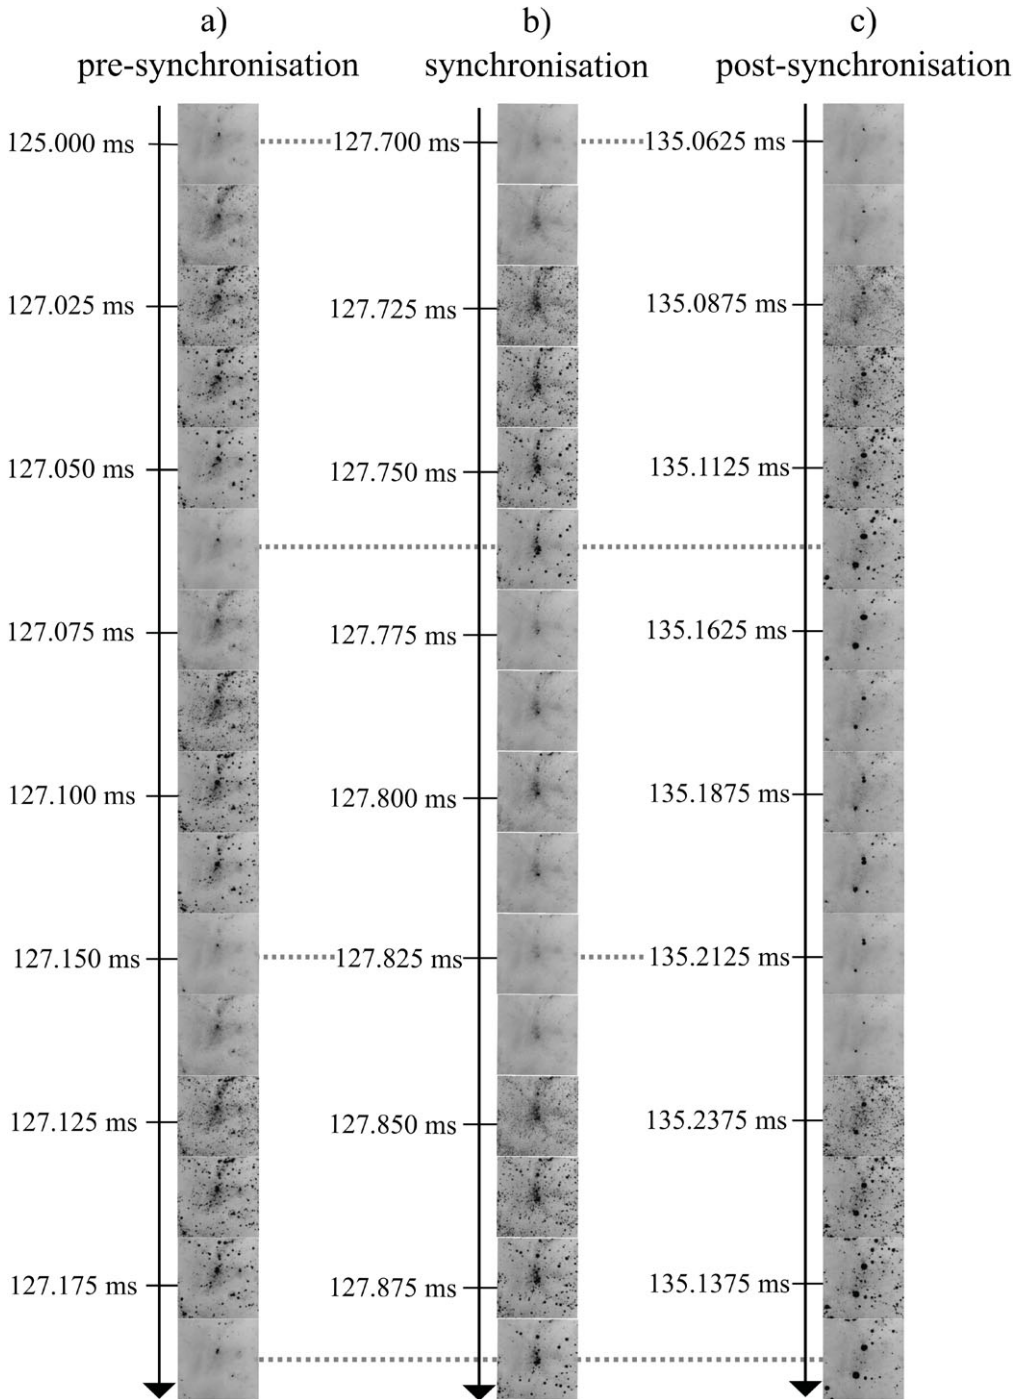 a) b) c)
pre-synchronisation synchronisation post-synchronisation
125.000 ms 127.700 ms 135.0625 ms
127.025 ms 127.725 ms 135.0875 ms
127.050 ms 127.750 ms 135.1125 ms
127.075 ms 127.775 ms 135.1625 ms
127.100 ms 127.800 ms 135.1875 ms
127.150 ms 127.825 ms 135.2125 ms
127.125 ms 127.850 ms 135.2375 ms
127.175 ms 127.875 ms 135.1375 ms